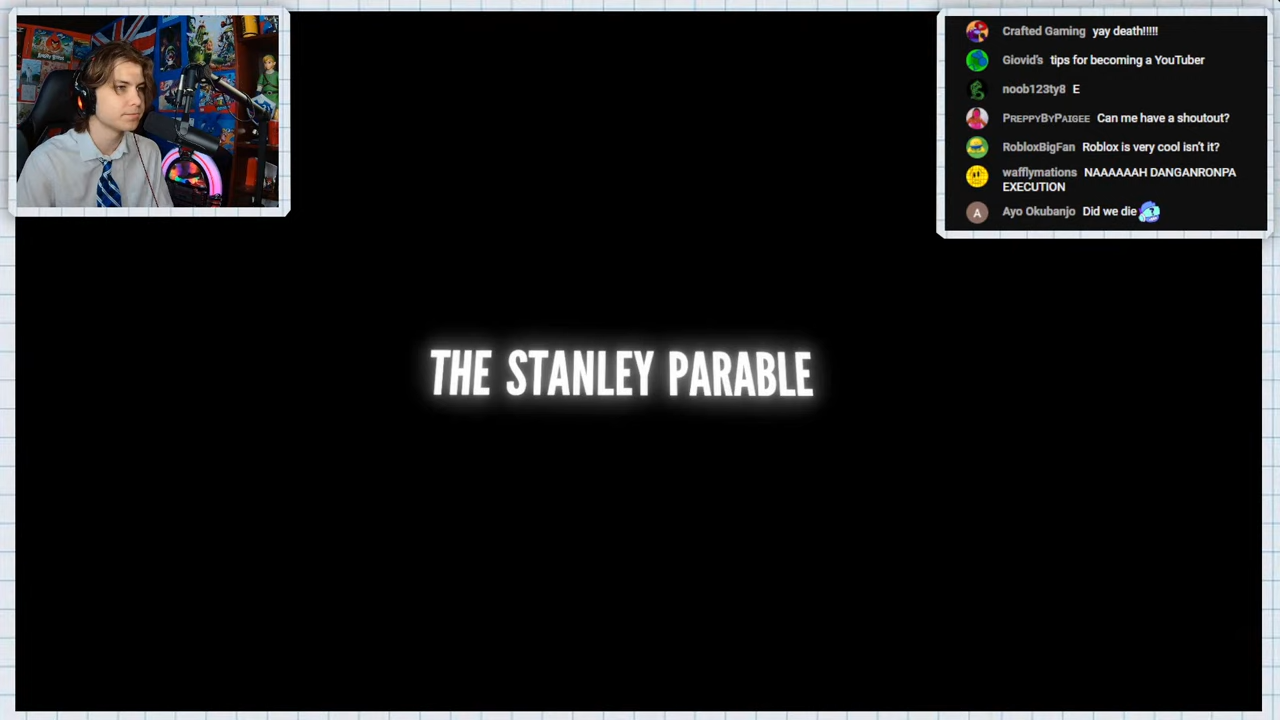 Crafted Gaming yay death!!!!!
Giovid's tips for becoming a YouTuber
noob123ty8 E
PREPPYBYPAIGEE Can me have a shoutout?
RobloxBigFan Roblox is very cool isn't it?
wafflymations NAAAAAAH DANGANRONPA
EXECUTION
A Ayo Okubanjo Did we die
THE STANLEY PARABLE